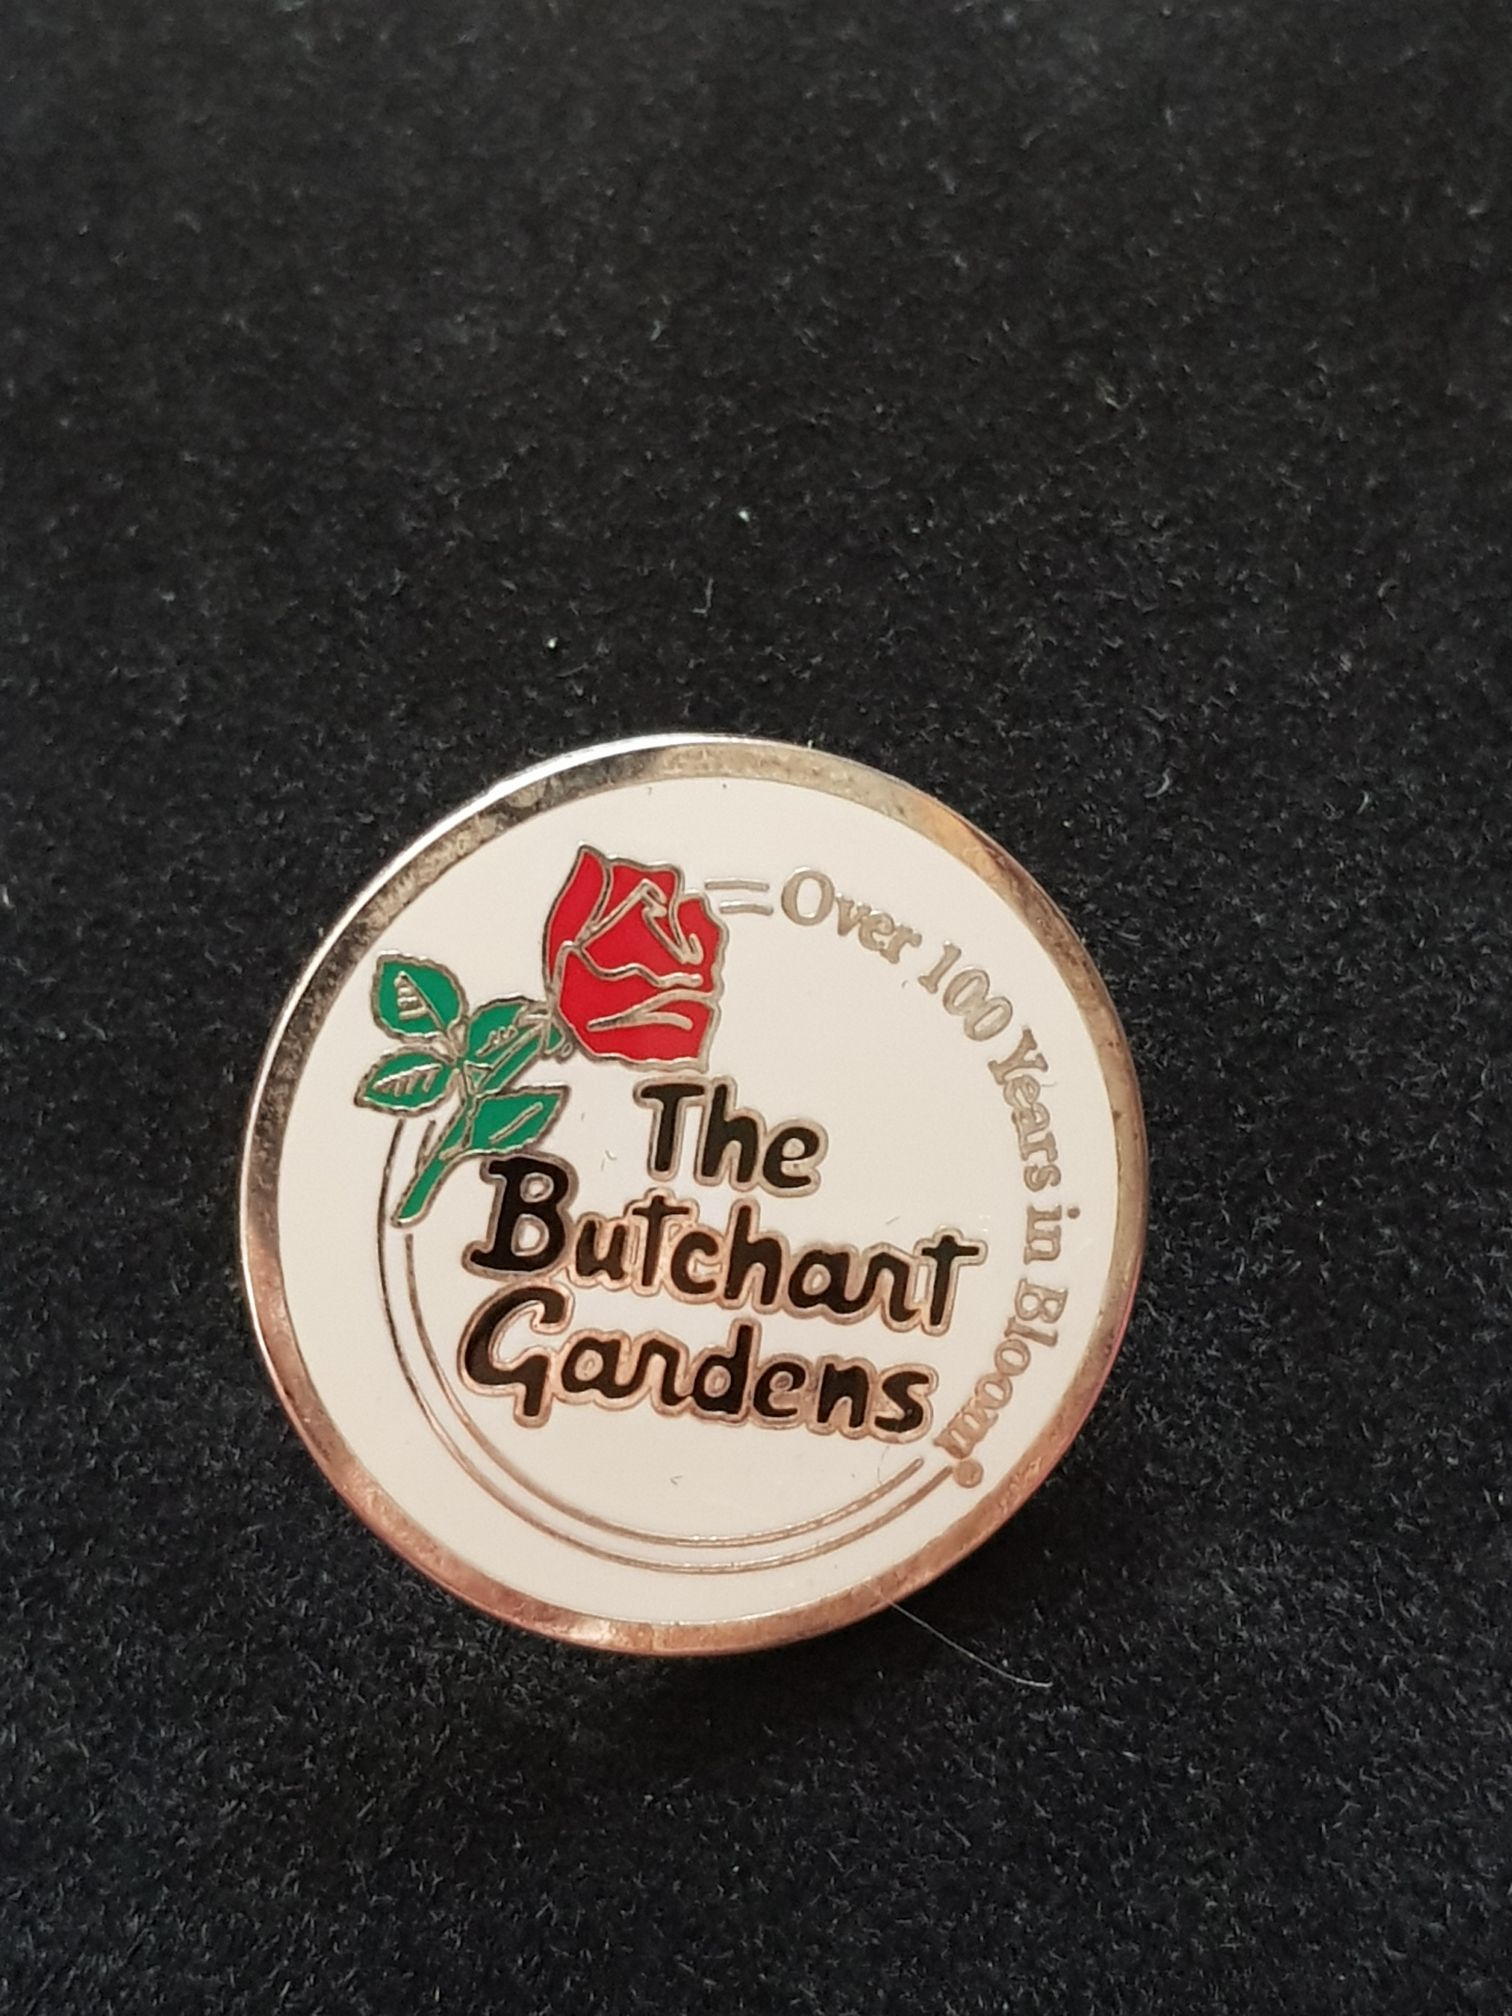 Over 100 Years in Bloom®
The
Butchart
Gardens